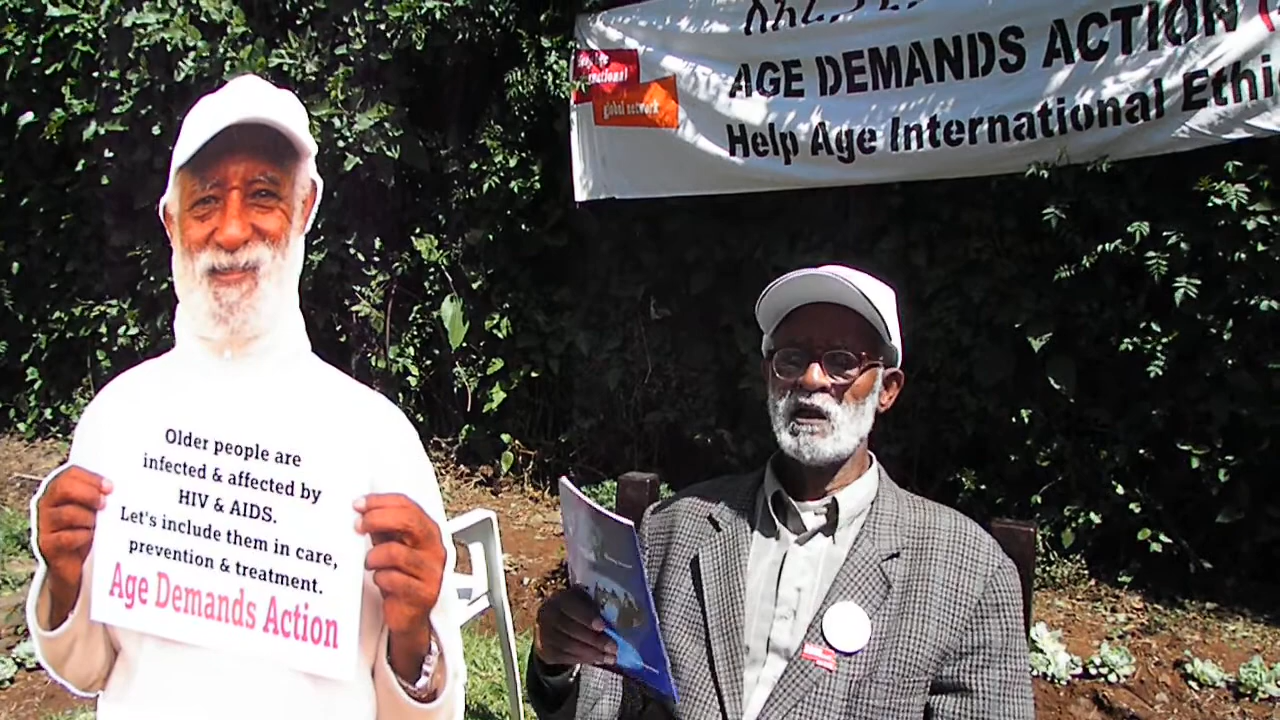 AGE DEMANDS ACTION
Help Age International Ethi
HelpAge
global network
Older people are
infected & affected by
HIV & AIDS.
Let's include them in care,
prevention & treatment.
Age Demands Action